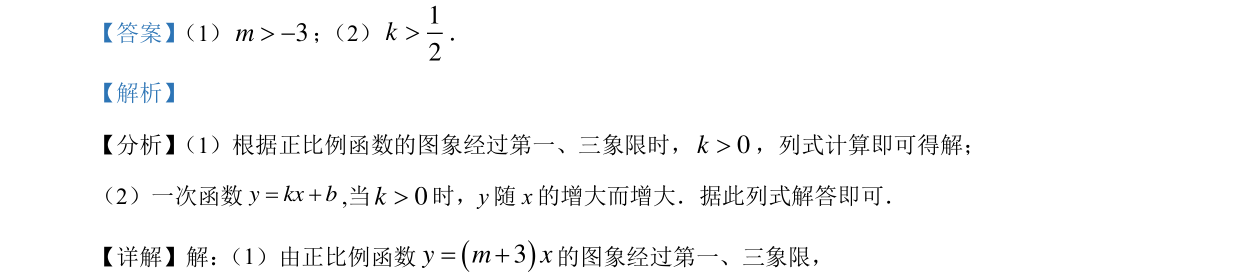 【答案】（1）m > −3；（2）k > 1/2．
【解析】
【分析】（1）根据正比例函数的图象经过第一、三象限时，k > 0，列式计算即可得解；
（2）一次函数 y = kx + b,当 k > 0 时，y 随 x 的增大而增大．据此列式解答即可．
【详解】解：（1）由正比例函数 y = (m+3)x 的图象经过第一、三象限，